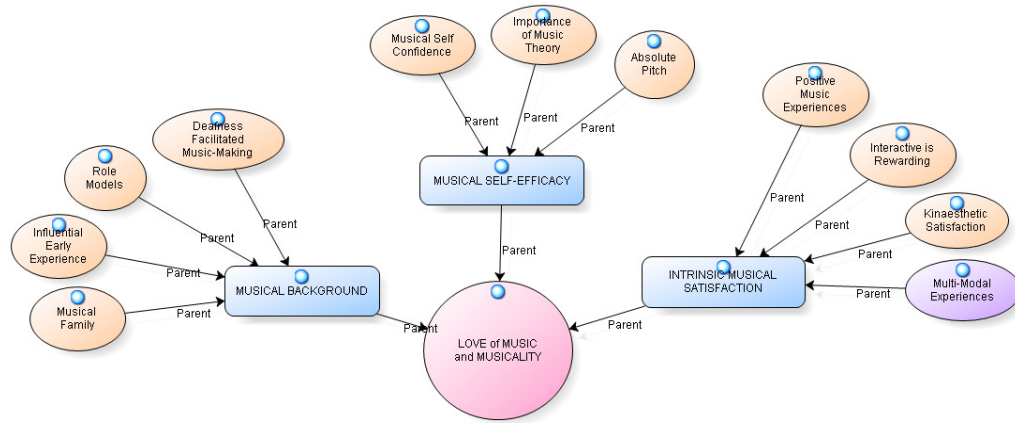 Musical Self
Confidence
Importance
of Music
Theory
Absolute
Pitch
Positive
Music
Experiences
Deafness
Facilitated
Music-Making
Interactive is
Rewarding
Role
Models
Kinaesthetic
Satisfaction
Influential
Early
Experience
Multi-Modal
Experiences
Musical
Family
Parent
Parent
Parent
MUSICAL SELF-EFFICACY
Parent
Parent
Parent
Parent
Parent
Parent
Parent
Parent
MUSICAL BACKGROUND
INTRINSIC MUSICAL
SATISFACTION
Parent
Parent
Parent
LOVE of MUSIC
and MUSICALITY